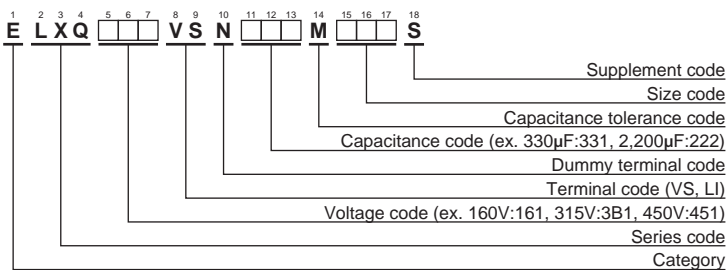 1 2 3 4 5 6 7 8 9 10 11 12 13 14 15 16 17 18
E L X Q V S N M S
Supplement code
Size code
Capacitance tolerance code
Capacitance code (ex. 330µF:331, 2,200µF:222)
Dummy terminal code
Terminal code (VS, LI)
Voltage code (ex. 160V:161, 315V:3B1, 450V:451)
Series code
Category